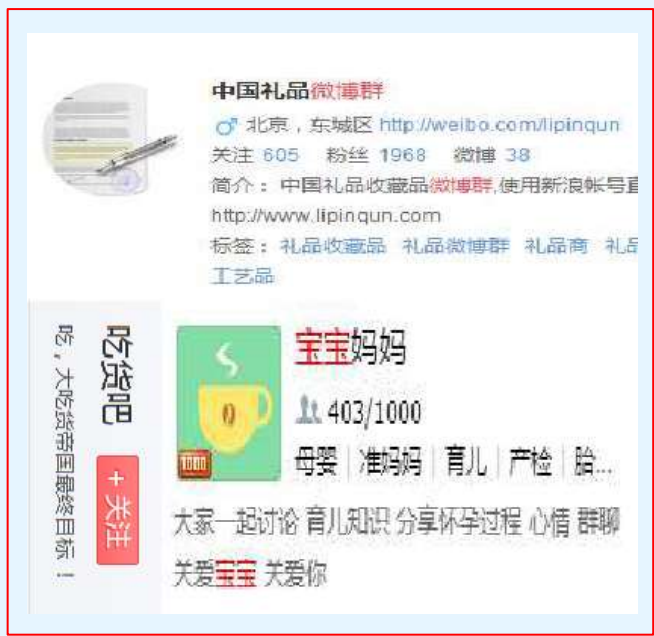 中国礼品微博群
北京，东城区 http://weibo.com/lipinqun
关注 605 粉丝 1968 微博 38
简介：中国礼品收藏品微博群,使用新浪帐号直
http://www.lipinqun.com
标签：礼品收藏品 礼品微博群 礼品商 礼品
工艺品
吃货吧
+ 关注
吃，大吃货帝国最终目标！
宝宝妈妈
403/1000
母婴 | 准妈妈 | 育儿 | 产检 | 胎...
1000
大家一起讨论 育儿知识 分享怀孕过程 心情 群聊
关爱宝宝 关爱你